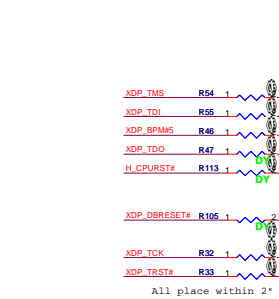 XDP_TMS R54 1
XDP_TDI R55 1
XDP_BPM#5 R46 1
XDP_TDO R47 1
DY
H_CPURST# R113 1
DY
XDP_DBRESET# R105 1 2
DY
XDP_TCK R32 1
XDP_TRST# R33 1
All place within 2"